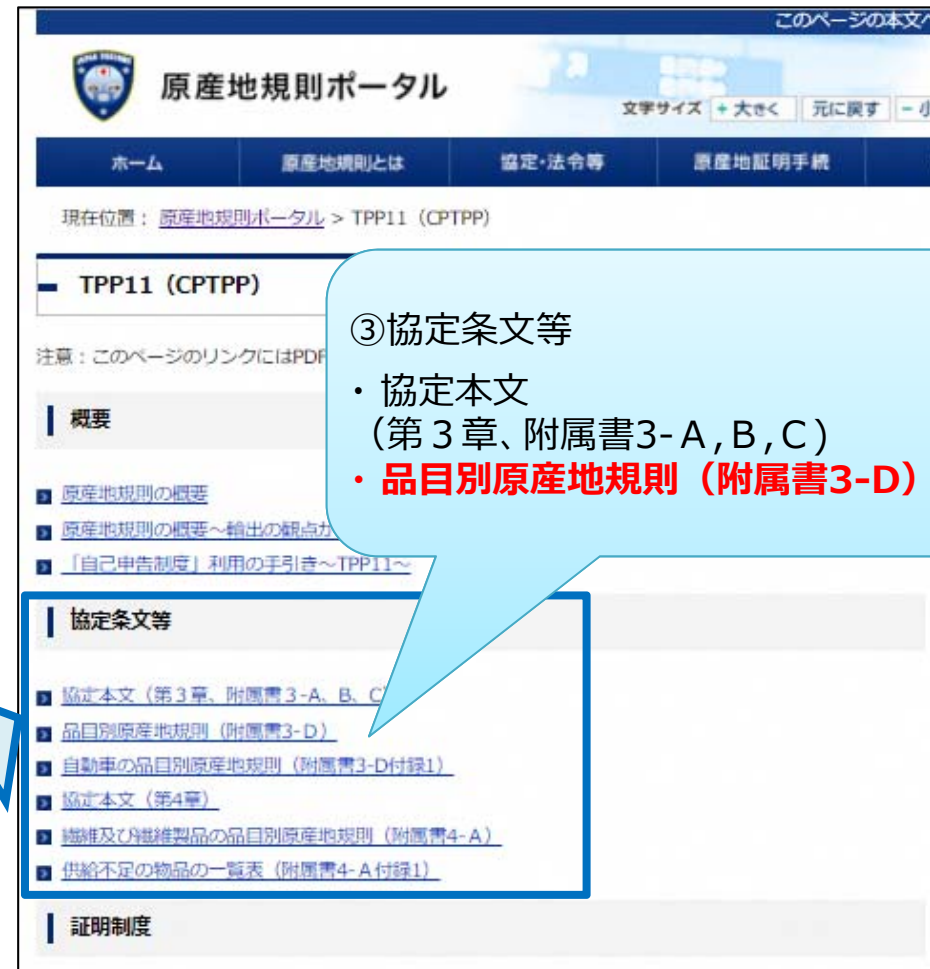 このページの本文へ
原産地規則ポータル
文字サイズ + 大きく 元に戻す - 小
ホーム 原産地規則とは 協定・法令等 原産地証明手続
現在位置： 原産地規則ポータル > TPP11（CPTPP）
TPP11（CPTPP）
注意：このページのリンクにはPDF
概要
原産地規則の概要
原産地規則の概要～輸出の観点か
「自己申告制度」利用の手引き～TPP11～
③協定条文等
・協定本文
（第３章、附属書3-A,B,C)
・品目別原産地規則（附属書3-D）
協定条文等
協定本文（第３章、附属書３-A、B、C）
品目別原産地規則（附属書3-D）
自動車の品目別原産地規則（附属書3-D付録1）
協定本文（第4章）
繊維及び繊維製品の品目別原産地規則（附属書4-A）
供給不足の物品の一覧表（附属書4-A付録1）
証明制度